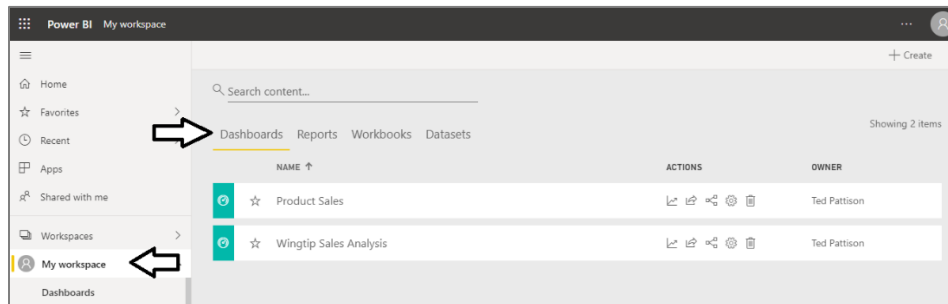 Power BI My workspace
+ Create
Home
Favorites
Recent
Apps
Shared with me
Workspaces
My workspace
Dashboards
Search content...
Dashboards Reports Workbooks Datasets
Showing 2 items
NAME ↑ ACTIONS OWNER
Product Sales Ted Pattison
Wingtip Sales Analysis Ted Pattison